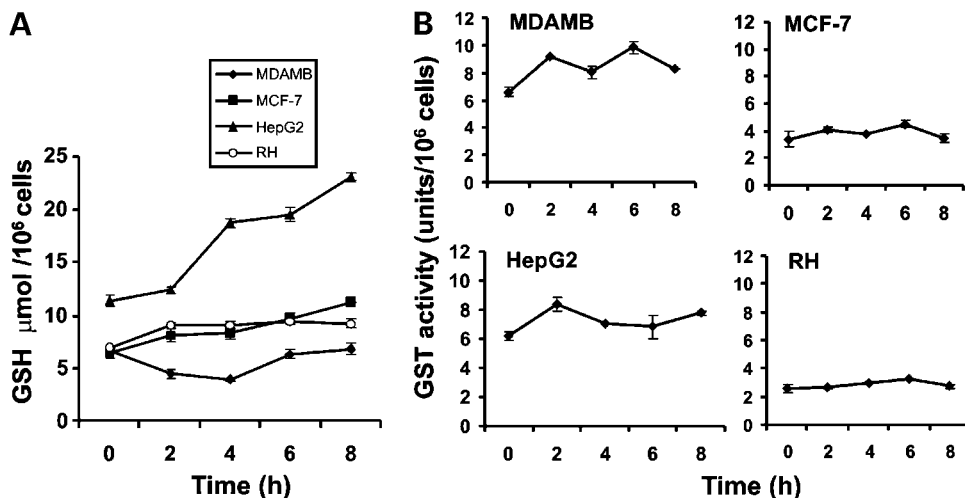 A
MDAMB
MCF-7
HepG2
RH
GSH μmol /10⁶ cells
25
20
15
10
5
0
0 2 4 6 8
Time (h)
B
GST activity (units/10⁶ cells)
MDAMB
12
10
8
6
4
2
0
0 2 4 6 8
MCF-7
12
10
8
6
4
2
0
0 2 4 6 8
HepG2
12
10
8
6
4
2
0
0 2 4 6 8
RH
12
10
8
6
4
2
0
0 2 4 6 8
Time (h)